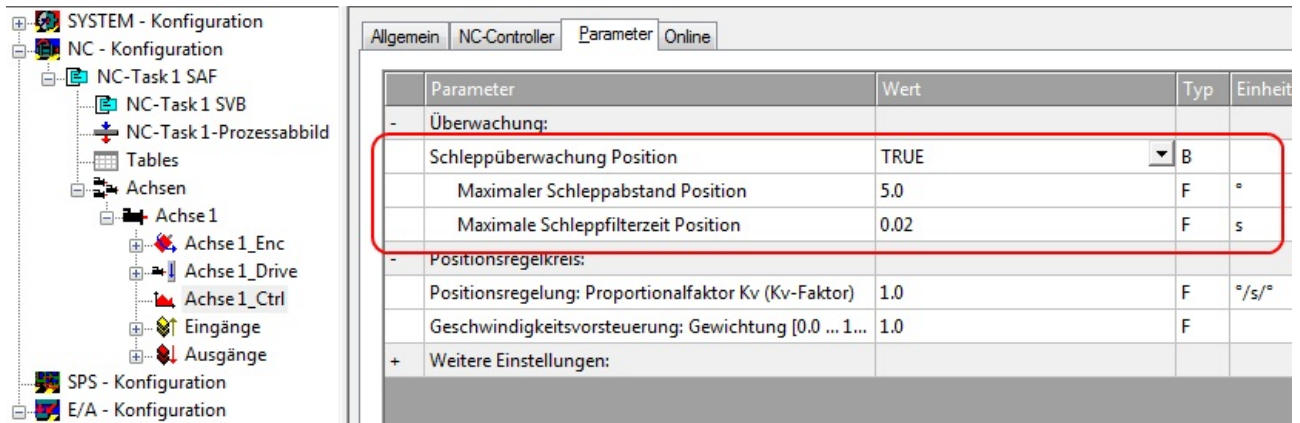 SYSTEM - Konfiguration
NC - Konfiguration
NC-Task 1 SAF
NC-Task 1 SVB
NC-Task 1-Prozessabbild
Tables
Achsen
Achse 1
Achse 1_Enc
Achse 1_Drive
Achse 1_Ctrl
Eingänge
Ausgänge
SPS - Konfiguration
E/A - Konfiguration
Allgemein NC-Controller Parameter Online
Parameter Wert Typ Einheit
- Überwachung:
Schleppüberwachung Position TRUE B
Maximaler Schleppabstand Position 5.0 F °
Maximale Schleppfilterzeit Position 0.02 F s
- Positionsregelkreis:
Positionsregelung: Proportionalfaktor Kv (Kv-Faktor) 1.0 F °/s/°
Geschwindigkeitsvorsteuerung: Gewichtung [0.0 ... 1... 1.0 F
+ Weitere Einstellungen: